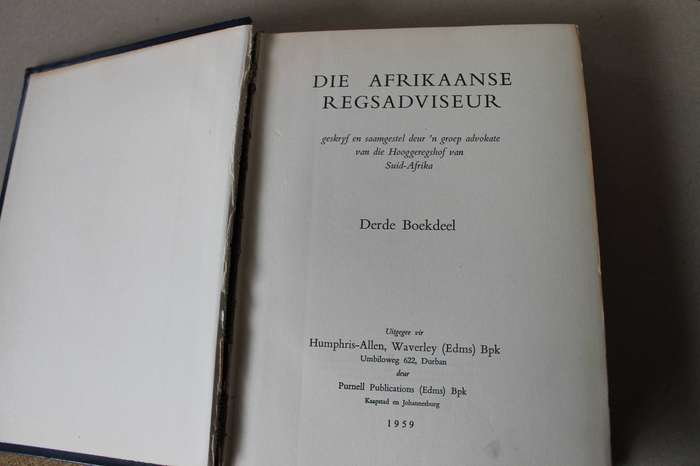 DIE AFRIKAANSE
REGSADVISEUR
geskryf en saamgestel deur 'n groep advokate
van die Hooggeregshof van
Suid-Afrika
Derde Boekdeel
Uitgegee vir
Humphris-Allen, Waverley (Edms) Bpk
Umbiloweg 622, Durban
deur
Purnell Publications (Edms) Bpk
Kaapstad en Johannesburg
1959